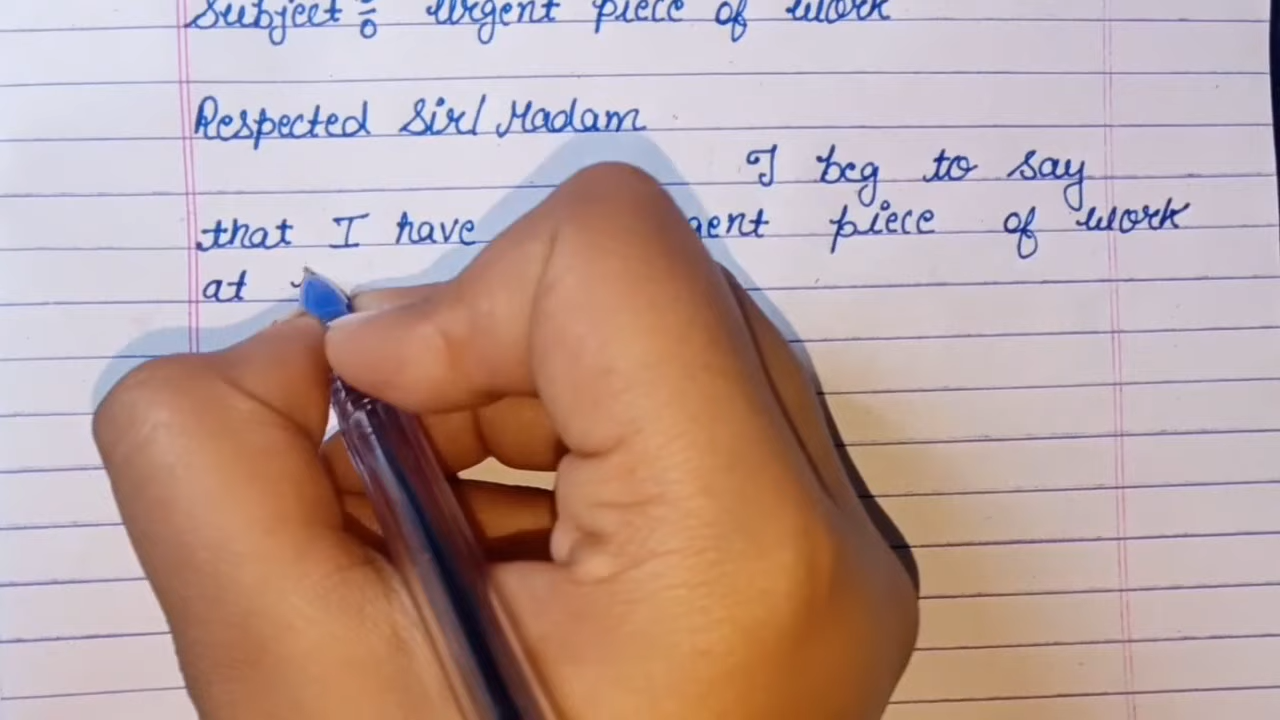 Subject :- Urgent piece of work
Respected Sir/Madam
I beg to say
that I have piece of work
at